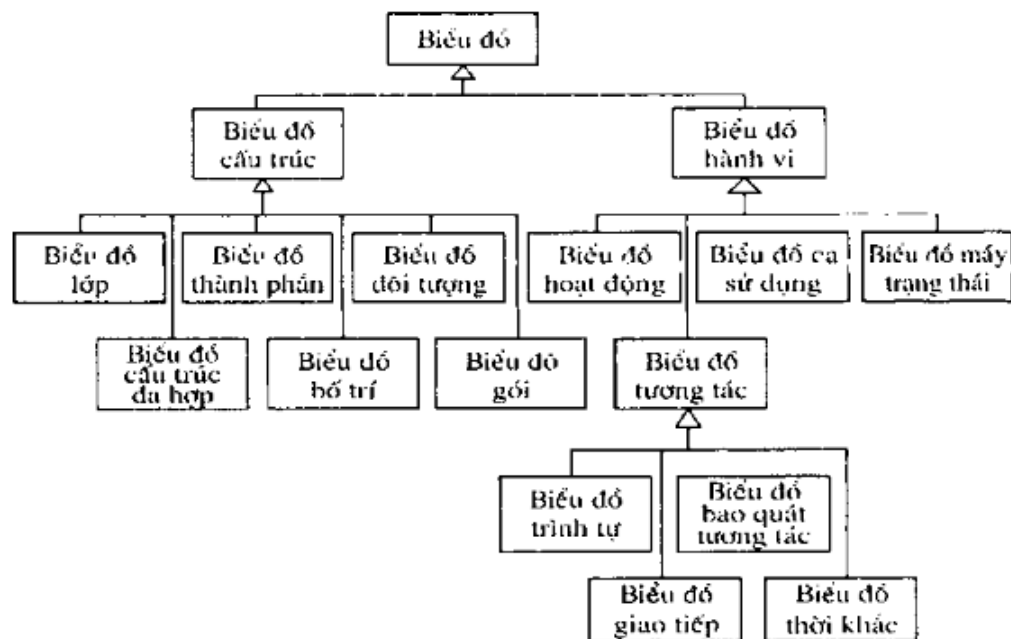 Biểu đồ
Biểu đồ
cấu trúc
Biểu đồ
hành vi
Biểu đồ
lớp
Biểu đồ
thành phần
Biểu đồ
đối tượng
Biểu đồ
hoạt động
Biểu đồ ca
sử dụng
Biểu đồ máy
trạng thái
Biểu đồ
cấu trúc
đa hợp
Biểu đồ
bố trí
Biểu đồ
gói
Biểu đồ
tương tác
Biểu đồ
trình tự
Biểu đồ
bao quát
tương tác
Biểu đồ
giao tiếp
Biểu đồ
thời khắc